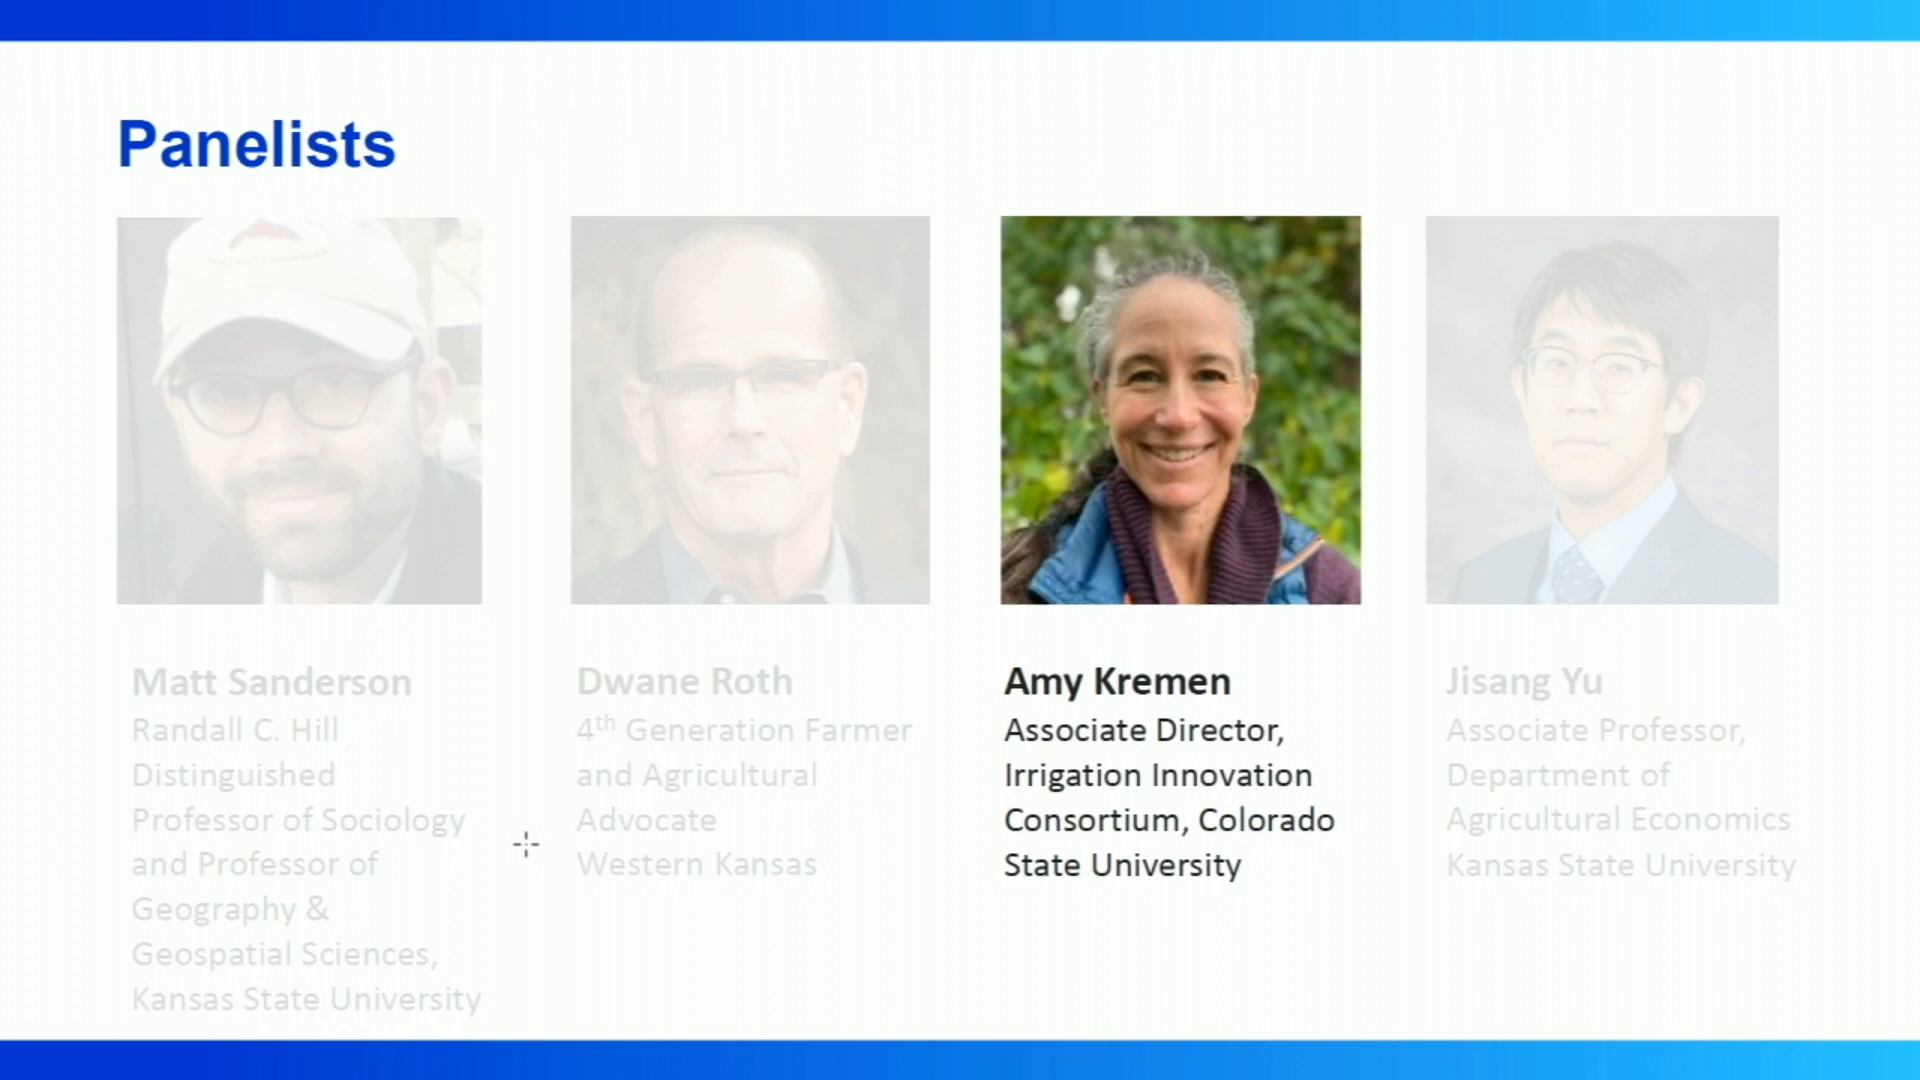 Panelists
Matt Sanderson
Randall C. Hill
Distinguished
Professor of Sociology
and Professor of
Geography &
Geospatial Sciences,
Kansas State University
Dwane Roth
4th Generation Farmer
and Agricultural
Advocate
Western Kansas
Amy Kremen
Associate Director,
Irrigation Innovation
Consortium, Colorado
State University
Jisang Yu
Associate Professor,
Department of
Agricultural Economics
Kansas State University